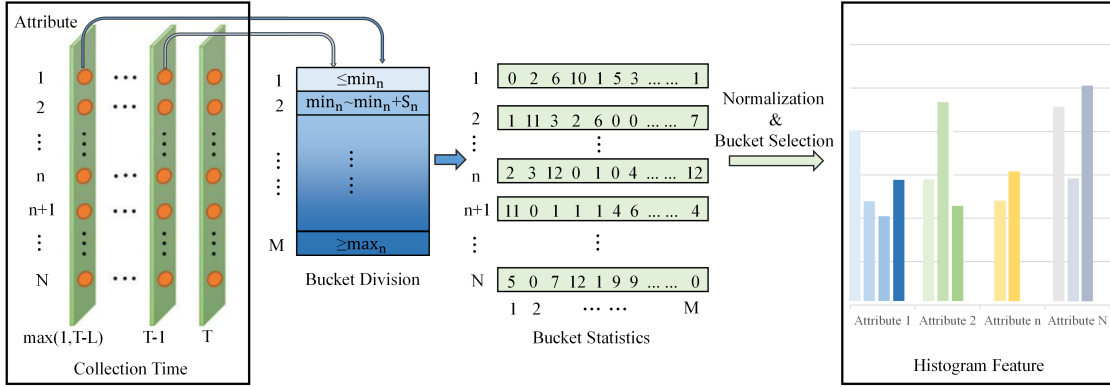 Attribute
1
2
n
n+1
N
max(1,T-L) T-1 T
Collection Time
1
2
M
≤minₙ
minₙ~minₙ+Sₙ
≥maxₙ
Bucket Division
1 0 2 6 10 1 5 3 ... ... 1
2 1 11 3 2 6 0 0 ... ... 7
n 2 3 12 0 1 0 4 ... ... 12
n+1 11 0 1 1 1 4 6 ... ... 4
N 5 0 7 12 1 9 9 ... ... 0
1 2 ... ... M
Bucket Statistics
Normalization
&
Bucket Selection
Attribute 1 Attribute 2 Attribute n Attribute N
Histogram Feature